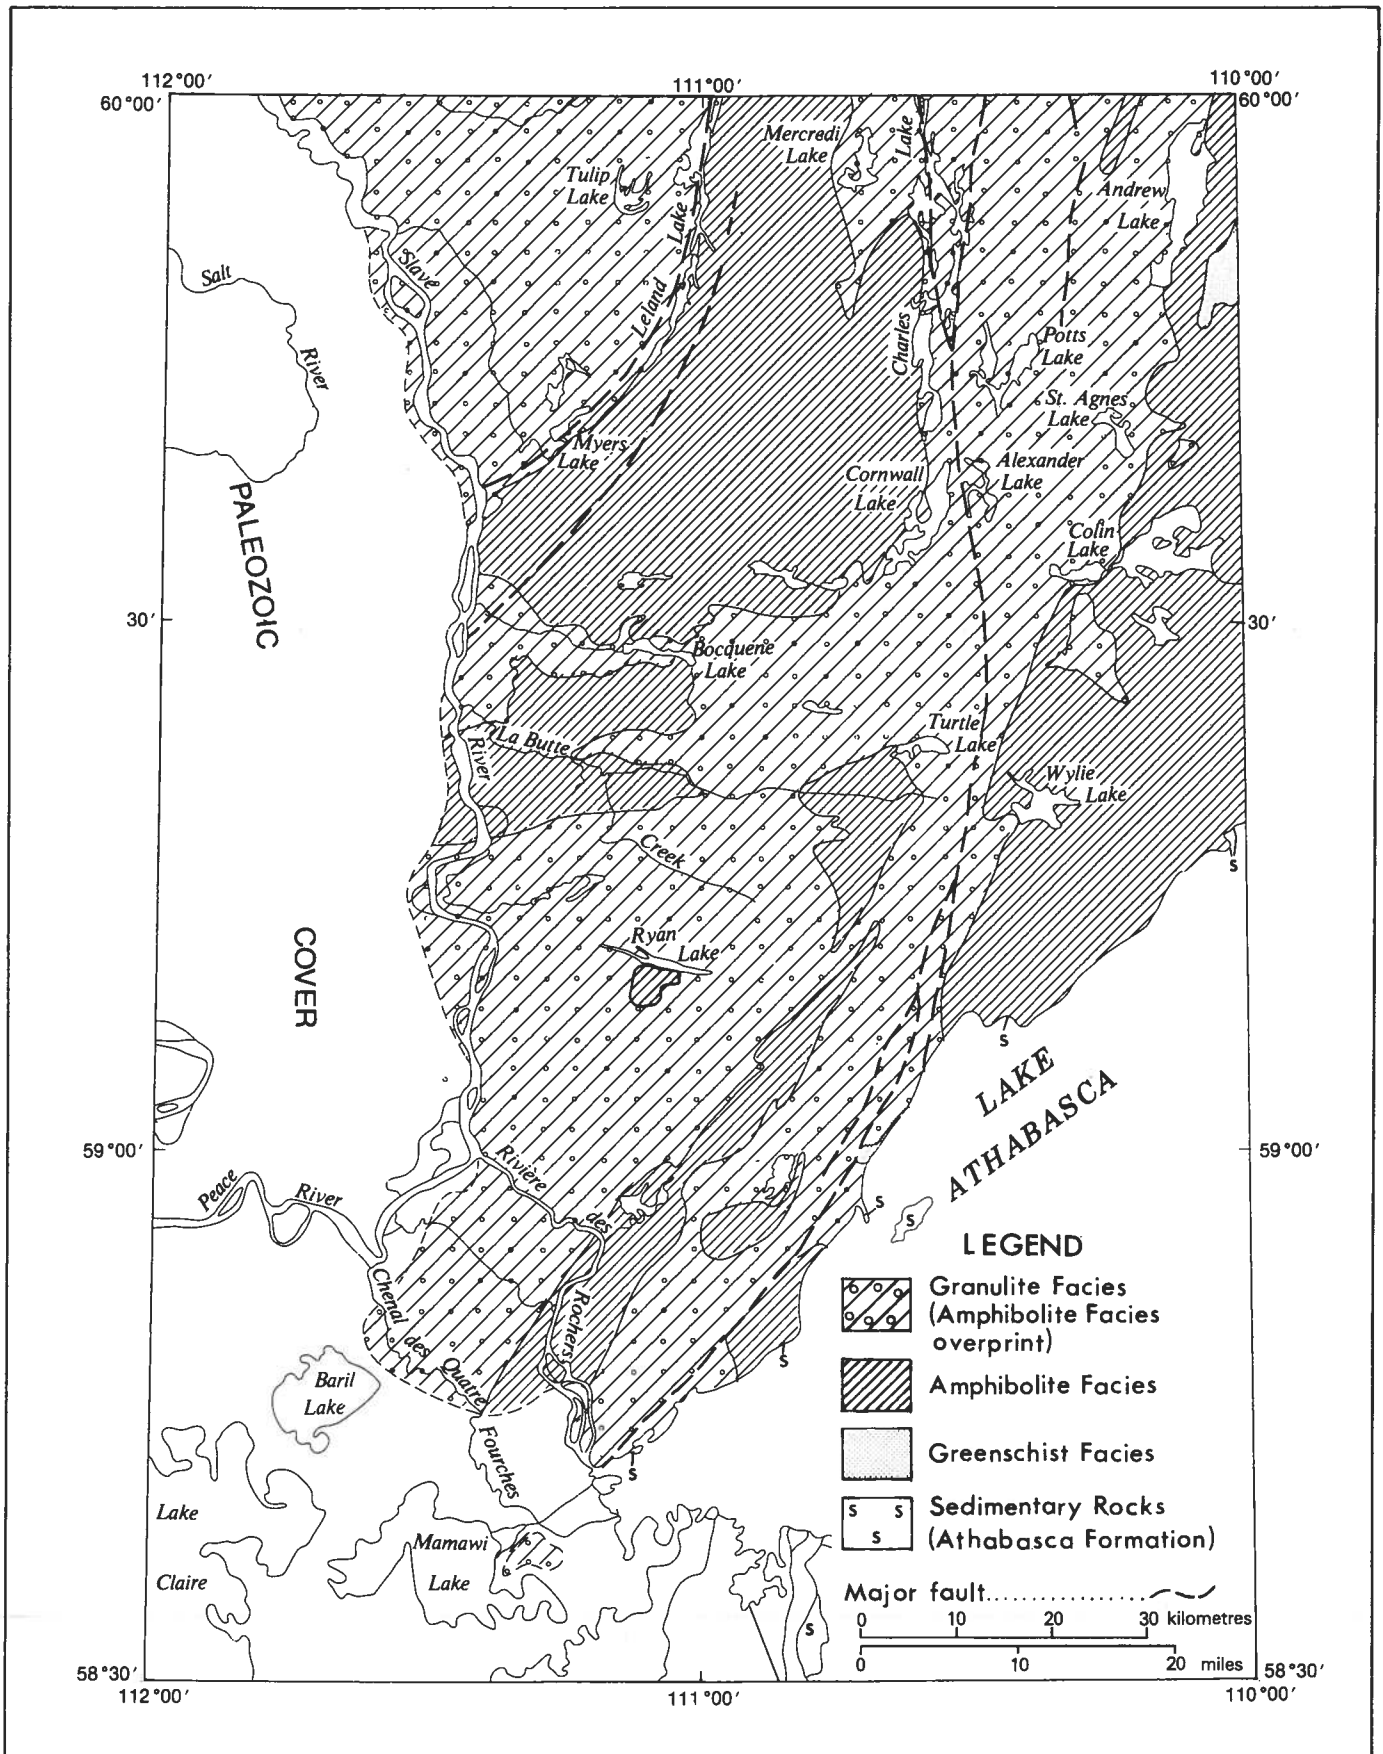 112°00′
111°00′
110°00′
60°00′
60°00′
Mercredi
Lake
Lake
Tulip
Lake
Andrew
Lake
Lake
Slave
Salt
River
Leland
Charles
Potts
Lake
St. Agnes
Lake
Myers
Lake
Alexander
Lake
Cornwall
Lake
PALEOZOIC
Colin
Lake
30′
30′
Bocquene
Lake
La Butte
River
Turtle
Lake
Wylie
Lake
Creek
S
COVER
Ryan
Lake
S
LAKE
ATHABASCA
59°00′
59°00′
Peace
River
Rivière
des
Rochers
S
S
Chenal
des
Quatre
Fourches
Baril
Lake
S
S
Lake
Claire
Mamawi
Lake
S
LEGEND
Granulite Facies
(Amphibolite Facies
overprint)
Amphibolite Facies
Greenschist Facies
S S
S
Sedimentary Rocks
(Athabasca Formation)
Major fault..............
0 10 20 30 kilometres
0 10 20 miles
58°30′
58°30′
112°00′
111°00′
110°00′